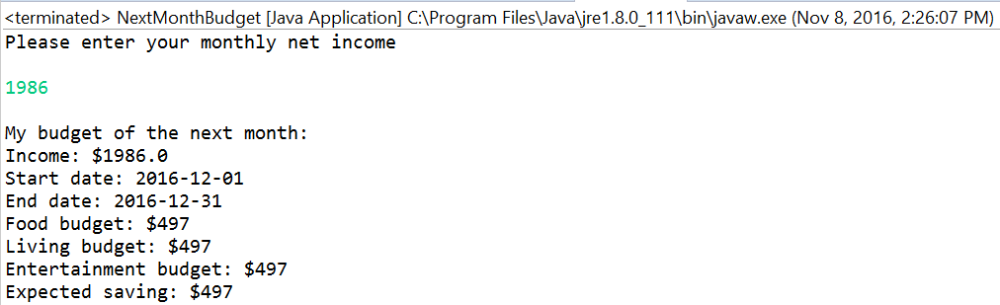 <terminated> NextMonthBudget [Java Application] C:\Program Files\Java\jre1.8.0_111\bin\javaw.exe (Nov 8, 2016, 2:26:07 PM)
Please enter your monthly net income
1986
My budget of the next month:
Income: $1986.0
Start date: 2016-12-01
End date: 2016-12-31
Food budget: $497
Living budget: $497
Entertainment budget: $497
Expected saving: $497